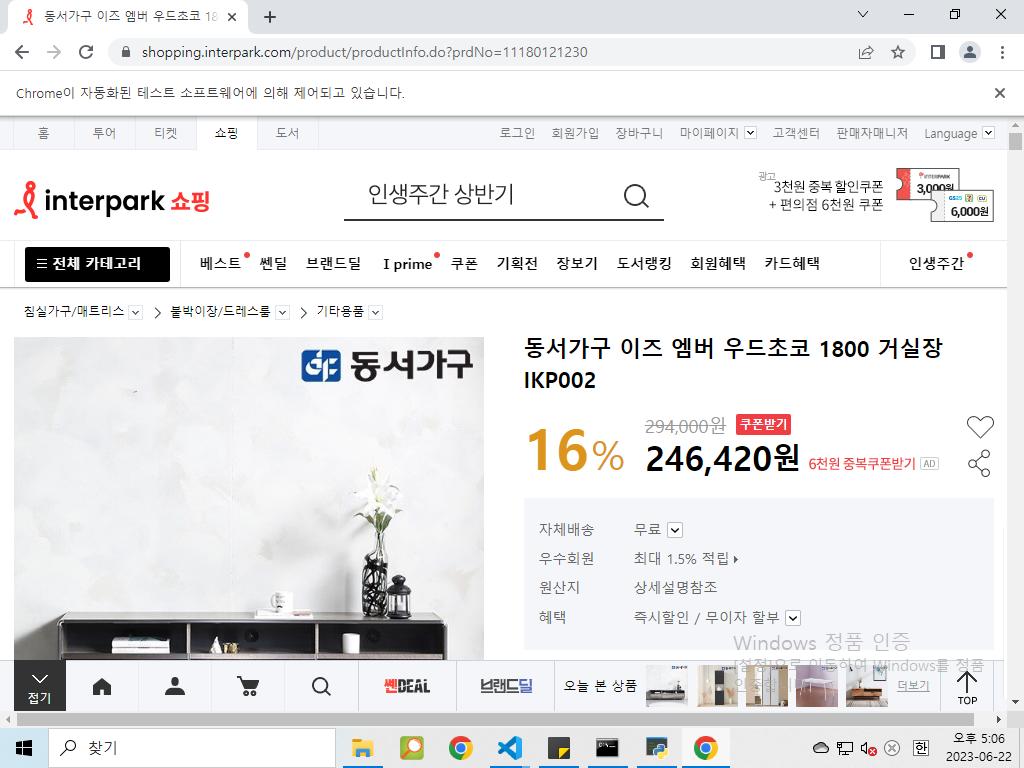 동서가구 이즈 엠버 우드초코 18
shopping.interpark.com/product/productInfo.do?prdNo=11180121230
Chrome이 자동화된 테스트 소프트웨어에 의해 제어되고 있습니다.
홈 투어 티켓 쇼핑 도서 로그인 회원가입 장바구니 마이페이지 고객센터 판매자매니저 Language
interpark 쇼핑
인생주간 상반기
광고
3천원 중복 할인쿠폰
+ 편의점 6천원 쿠폰
INTERPARK
3,000원
GS25 CU
6,000원
전체 카테고리 베스트 쎈딜 브랜드딜 I prime 쿠폰 기획전 장보기 도서랭킹 회원혜택 카드혜택 인생주간
침실가구/매트리스 > 붙박이장/드레스룸 > 기타용품
동서가구
동서가구 이즈 엠버 우드초코 1800 거실장
IKP002
16%
294,000원 쿠폰받기
246,420원 6천원 중복쿠폰받기 AD
자체배송 무료
우수회원 최대 1.5% 적립
원산지 상세설명참조
혜택 즉시할인 / 무이자 할부
Windows 정품 인증
[설정]으로 이동하여 Windows를 정품
인증합니다.
접기
쎈DEAL
브랜드딜
오늘 본 상품
더보기
TOP
찾기
한
오후 5:06
2023-06-22